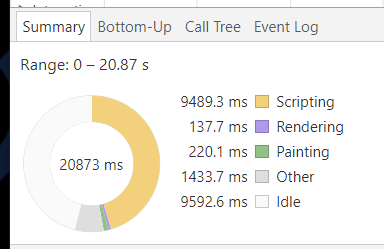 Summary Bottom-Up Call Tree Event Log
Range: 0 – 20.87 s
9489.3 ms Scripting
137.7 ms Rendering
20873 ms
220.1 ms Painting
1433.7 ms Other
9592.6 ms Idle